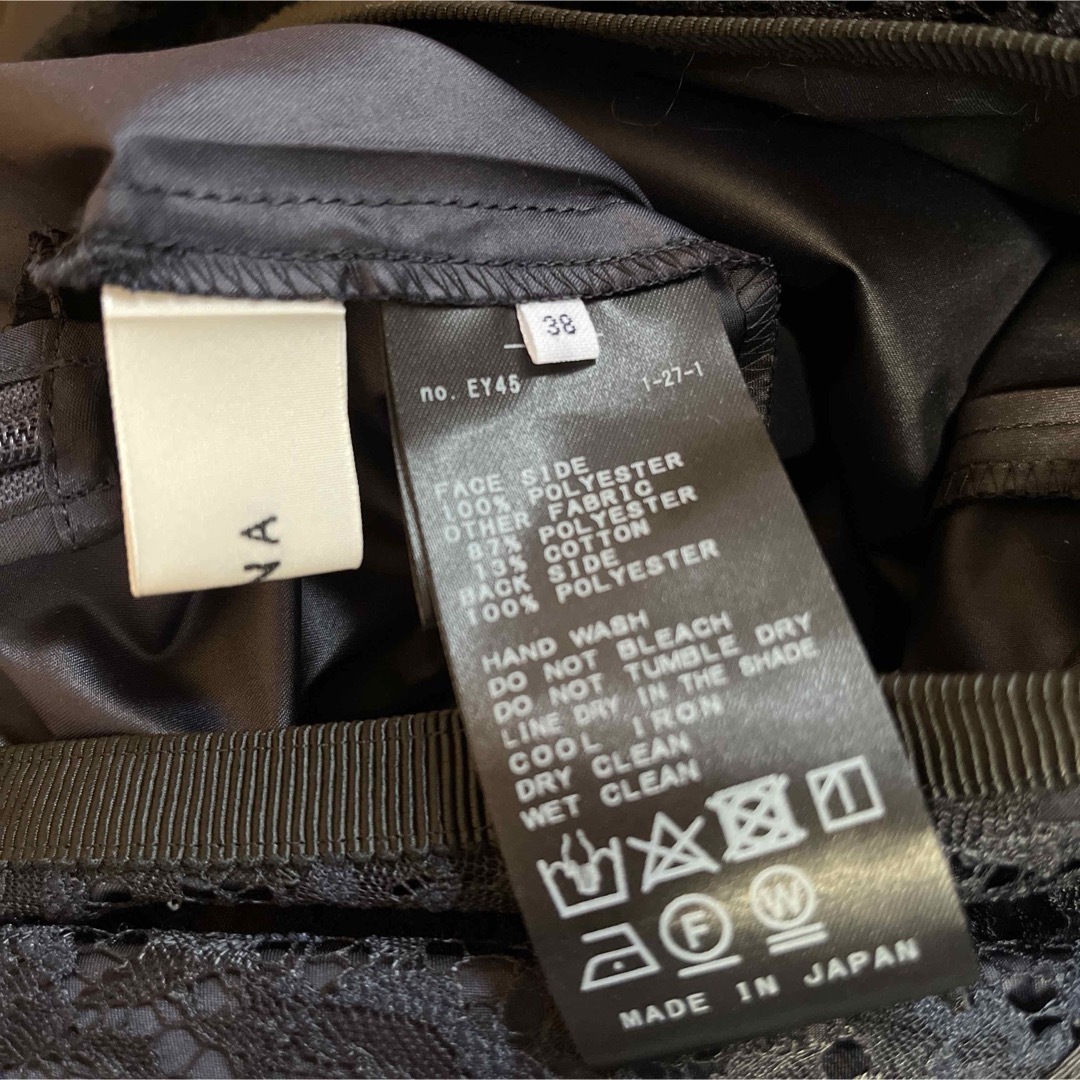 38
no. EY45 1-27-1
FACE SIDE
100% POLYESTER
OTHER FABRIC
87% POLYESTER
13% COTTON
BACK SIDE
100% POLYESTER
HAND WASH
DO NOT BLEACH
DO NOT TUMBLE DRY
LINE DRY IN THE SHADE
COOL IRON
DRY CLEAN
WET CLEAN
F W
MADE IN JAPAN
NA